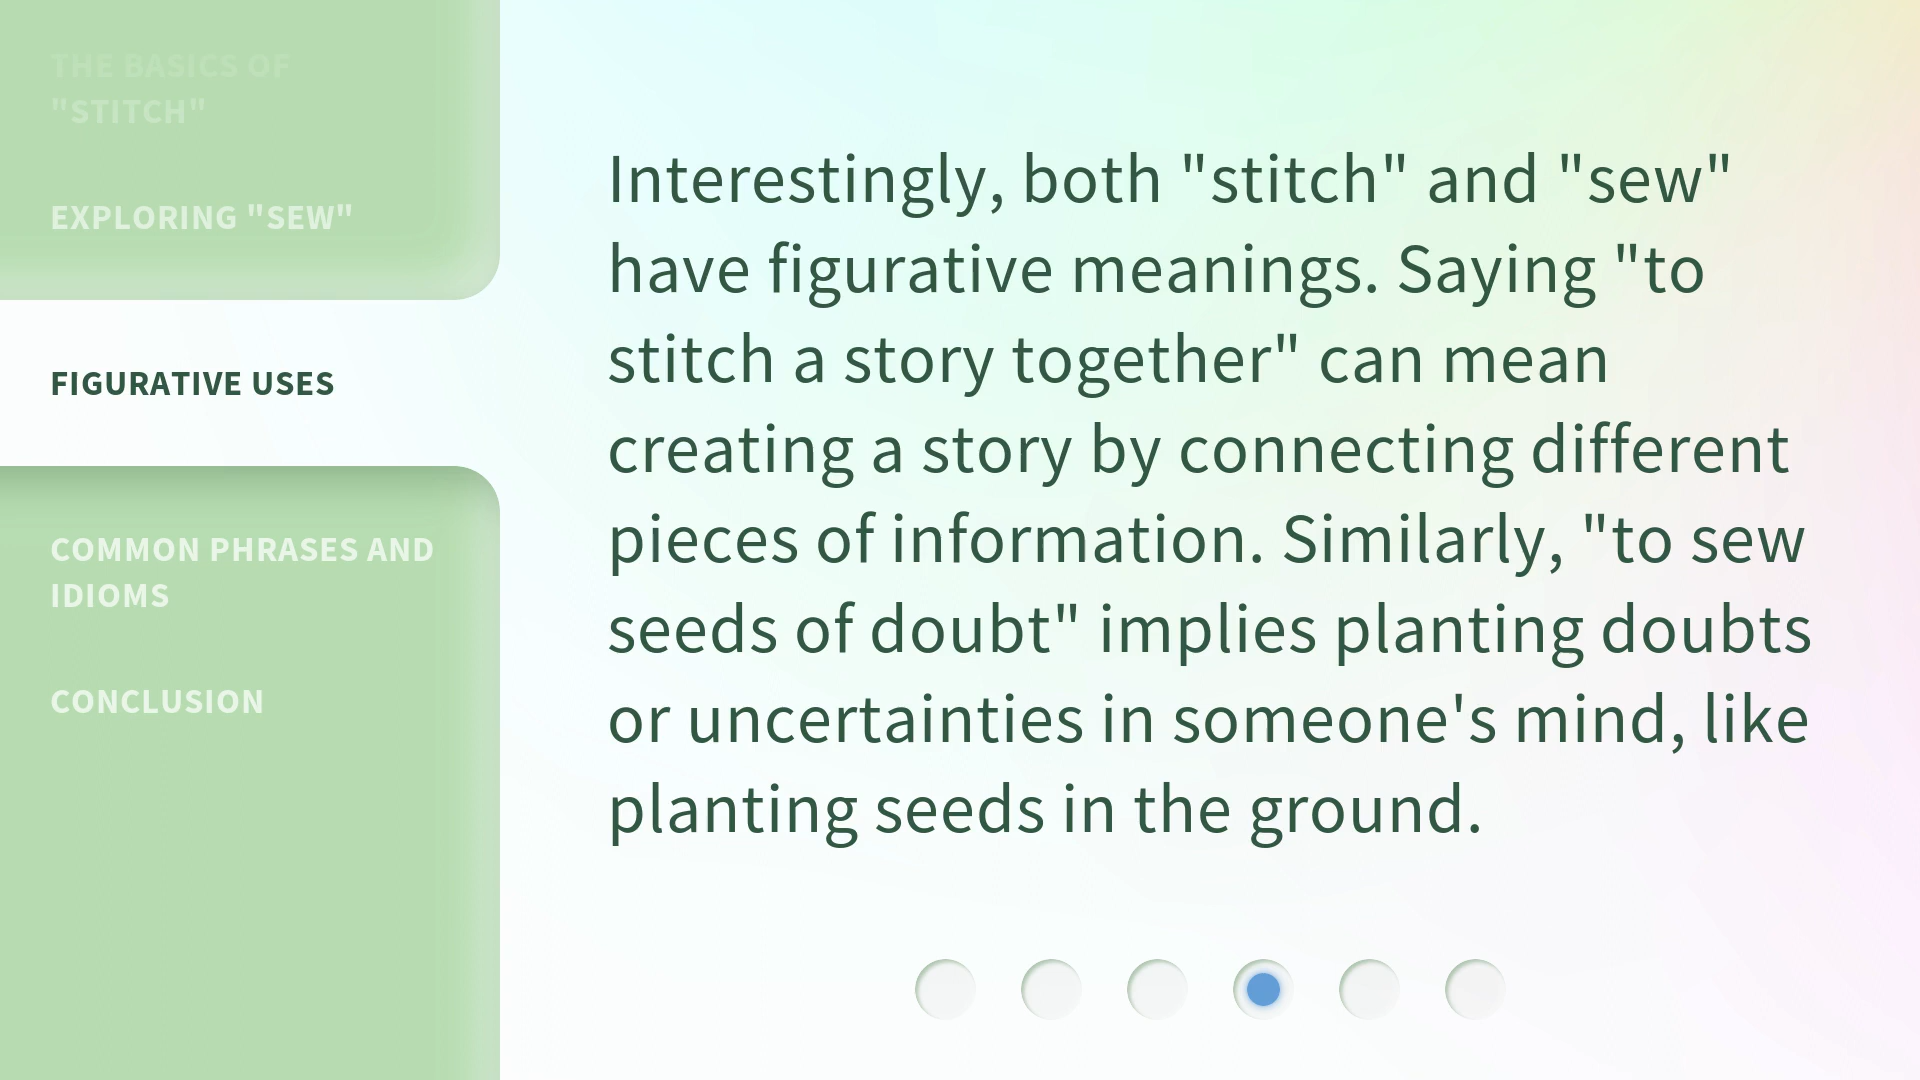 THE BASICS OF
"STITCH"
EXPLORING "SEW"
FIGURATIVE USES
COMMON PHRASES AND
IDIOMS
CONCLUSION
Interestingly, both "stitch" and "sew"
have figurative meanings. Saying "to
stitch a story together" can mean
creating a story by connecting different
pieces of information. Similarly, "to sew
seeds of doubt" implies planting doubts
or uncertainties in someone's mind, like
planting seeds in the ground.